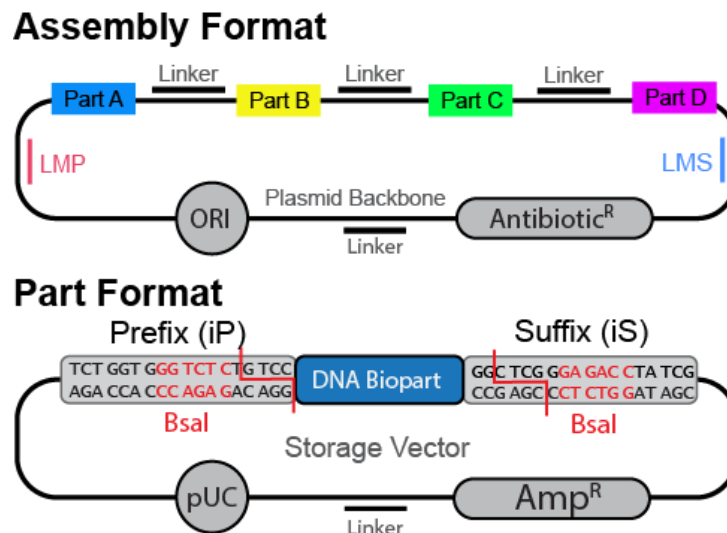 Assembly Format
Linker Linker Linker
Part A Part B Part C Part D
LMP LMS
Plasmid Backbone
ORI Antibioticᴿ
Linker
Part Format
Prefix (iP) Suffix (iS)
TCT GGT GGG TCT CTG TCC DNA Biopart GGC TCG GGA GAC CTA TCG
AGA CCA CCC AGA GAC AGG CCG AGC CCT CTG GAT AGC
BsaI BsaI
Storage Vector
pUC Ampᴿ
Linker